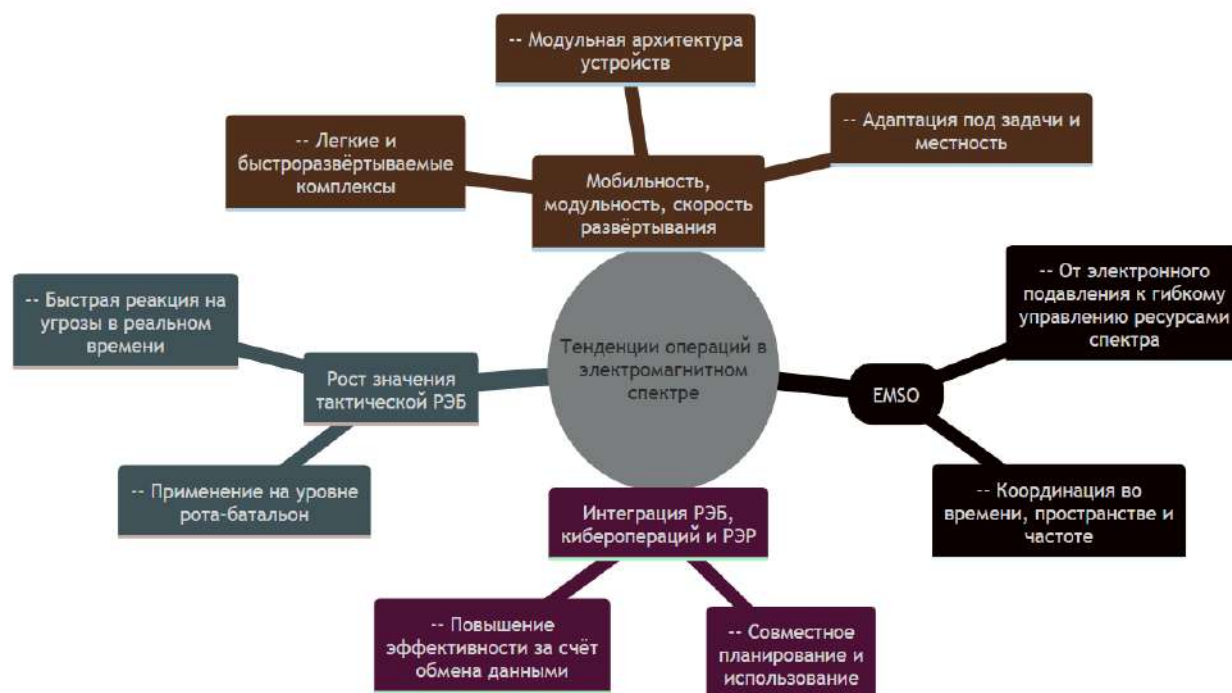 -- Модульная архитектура
устройств
-- Легкие и
быстроразвёртываемые
комплексы
-- Адаптация под задачи и
местность
Мобильность,
модульность, скорость
развёртывания
-- Быстрая реакция на
угрозы в реальном
времени
-- От электронного
подавления к гибкому
управлению ресурсами
спектра
Тенденции операций в
электромагнитном
спектре
Рост значения
тактической РЭБ
EMSO
-- Применение на уровне
рота-батальон
-- Координация во
времени, пространстве и
частоте
Интеграция РЭБ,
киберопераций и РЭР
-- Повышение
эффективности за счёт
обмена данными
-- Совместное
планирование и
использование